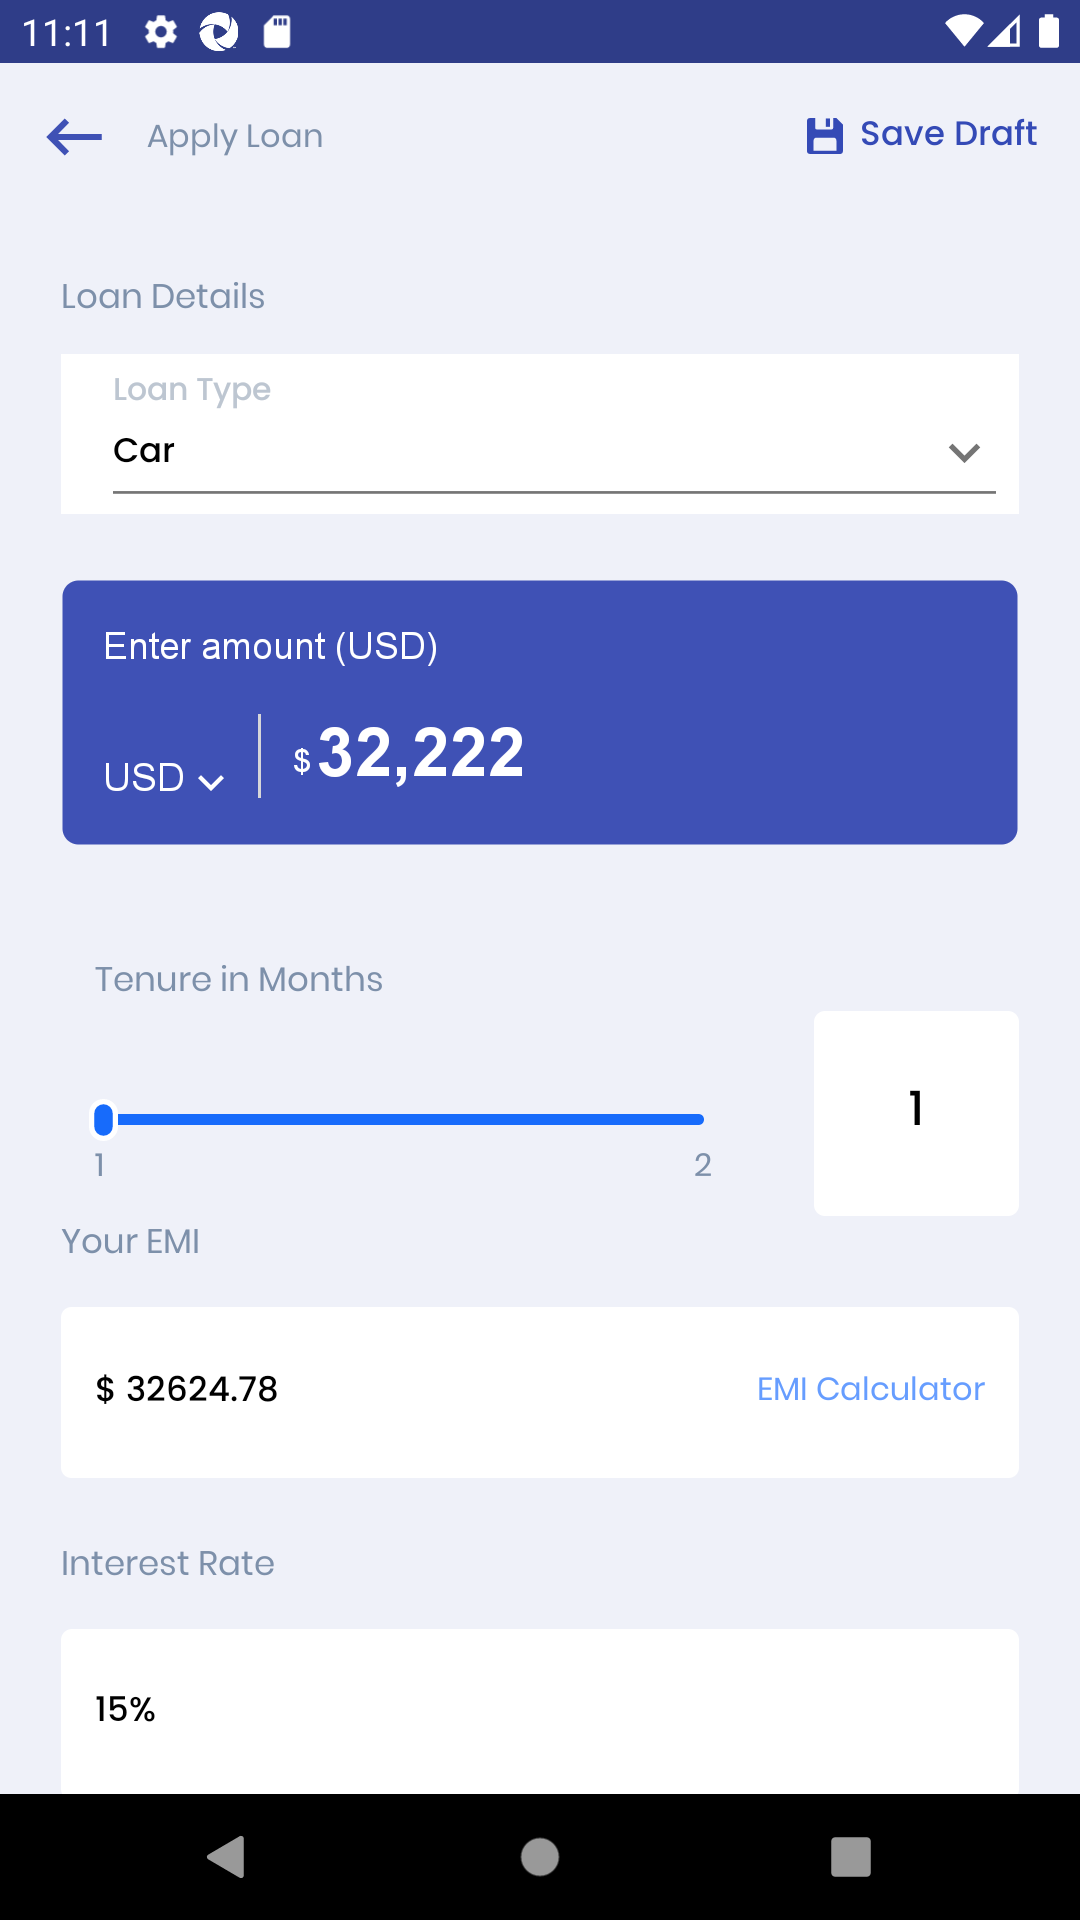 11:11
Apply Loan
Save Draft
Loan Details
Loan Type
Car
Enter amount (USD)
USD
$32,222
Tenure in Months
1
1 2
Your EMI
$ 32624.78
EMI Calculator
Interest Rate
15%